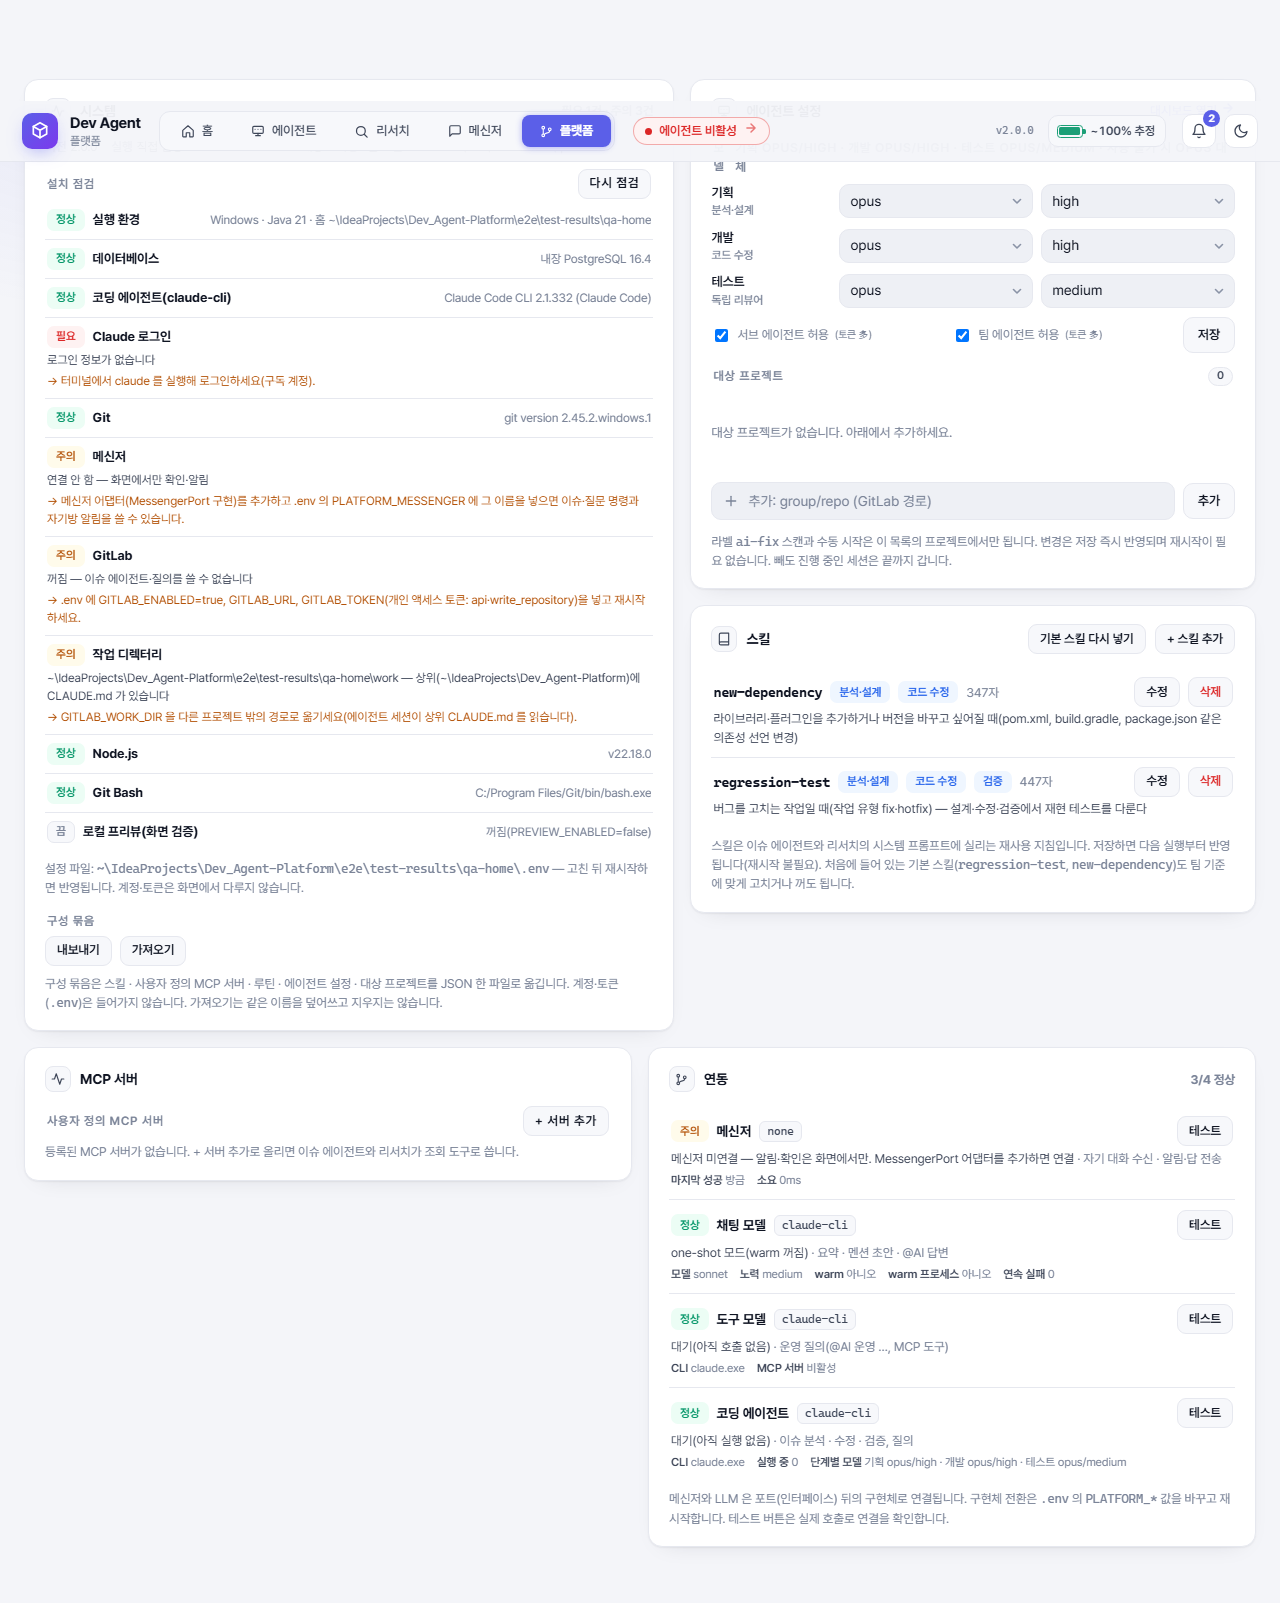 시스템
에이전트 설정
Dev Agent
플랫폼
홈
에이전트
리서치
메신저
플랫폼
에이전트 비활성 →
v2.0.0
~100% 추정
2
설치 점검
다시 점검
정상 실행 환경 Windows · Java 21 · 홈 ~\IdeaProjects\Dev_Agent-Platform\e2e\test-results\qa-home
정상 데이터베이스 내장 PostgreSQL 16.4
정상 코딩 에이전트(claude-cli) Claude Code CLI 2.1.332 (Claude Code)
필요 Claude 로그인
로그인 정보가 없습니다
→ 터미널에서 claude 를 실행해 로그인하세요(구독 계정).
정상 Git git version 2.45.2.windows.1
주의 메신저
연결 안 함 — 화면에서만 확인·알림
→ 메신저 어댑터(MessengerPort 구현)를 추가하고 .env 의 PLATFORM_MESSENGER 에 그 이름을 넣으면 이슈·질문 명령과
자기방 알림을 쓸 수 있습니다.
주의 GitLab
꺼짐 — 이슈 에이전트·질의를 쓸 수 없습니다
→ .env 에 GITLAB_ENABLED=true, GITLAB_URL, GITLAB_TOKEN(개인 액세스 토큰: api·write_repository)을 넣고 재시작
하세요.
주의 작업 디렉터리
~\IdeaProjects\Dev_Agent-Platform\e2e\test-results\qa-home\work — 상위(~\IdeaProjects\Dev_Agent-Platform)에
CLAUDE.md 가 있습니다
→ GITLAB_WORK_DIR 을 다른 프로젝트 밖의 경로로 옮기세요(에이전트 세션이 상위 CLAUDE.md 를 읽습니다).
정상 Node.js v22.18.0
정상 Git Bash C:/Program Files/Git/bin/bash.exe
끔 로컬 프리뷰(화면 검증) 꺼짐(PREVIEW_ENABLED=false)
설정 파일: ~\IdeaProjects\Dev_Agent-Platform\e2e\test-results\qa-home\.env — 고친 뒤 재시작하
면 반영됩니다. 계정·토큰은 화면에서 다루지 않습니다.
구성 묶음
내보내기 가져오기
구성 묶음은 스킬 · 사용자 정의 MCP 서버 · 루틴 · 에이전트 설정 · 대상 프로젝트를 JSON 한 파일로 옮깁니다. 계정·토큰
(.env)은 들어가지 않습니다. 가져오기는 같은 이름을 덮어쓰고 지우지는 않습니다.
델 체
기획 opus high
분석·설계
개발 opus high
코드 수정
테스트 opus medium
독립 리뷰어
서브 에이전트 허용 (토큰 多) 팀 에이전트 허용 (토큰 多) 저장
대상 프로젝트 0
대상 프로젝트가 없습니다. 아래에서 추가하세요.
추가: group/repo (GitLab 경로) 추가
라벨 ai-fix 스캔과 수동 시작은 이 목록의 프로젝트에서만 됩니다. 변경은 저장 즉시 반영되며 재시작이 필
요 없습니다. 빼도 진행 중인 세션은 끝까지 갑니다.
스킬 기본 스킬 다시 넣기 + 스킬 추가
new-dependency 분석·설계 코드 수정 347자 수정 삭제
라이브러리·플러그인을 추가하거나 버전을 바꾸고 싶어질 때(pom.xml, build.gradle, package.json 같은
의존성 선언 변경)
regression-test 분석·설계 코드 수정 검증 447자 수정 삭제
버그를 고치는 작업일 때(작업 유형 fix·hotfix) — 설계·수정·검증에서 재현 테스트를 다룬다
스킬은 이슈 에이전트와 리서치의 시스템 프롬프트에 실리는 재사용 지침입니다. 저장하면 다음 실행부터 반영
됩니다(재시작 불필요). 처음에 들어 있는 기본 스킬(regression-test, new-dependency)도 팀 기준
에 맞게 고치거나 꺼도 됩니다.
MCP 서버
사용자 정의 MCP 서버 + 서버 추가
등록된 MCP 서버가 없습니다. + 서버 추가로 올리면 이슈 에이전트와 리서치가 조회 도구로 씁니다.
연동 3/4 정상
주의 메신저 none 테스트
메신저 미연결 — 알림·확인은 화면에서만. MessengerPort 어댑터를 추가하면 연결 · 자기 대화 수신 · 알림·답 전송
마지막 성공 방금 소요 0ms
정상 채팅 모델 claude-cli 테스트
one-shot 모드(warm 꺼짐) · 요약 · 멘션 초안 · @AI 답변
모델 sonnet 노력 medium warm 아니오 warm 프로세스 아니오 연속 실패 0
정상 도구 모델 claude-cli 테스트
대기(아직 호출 없음) · 운영 질의(@AI 운영 …, MCP 도구)
CLI claude.exe MCP 서버 비활성
정상 코딩 에이전트 claude-cli 테스트
대기(아직 실행 없음) · 이슈 분석 · 수정 · 검증, 질의
CLI claude.exe 실행 중 0 단계별 모델 기획 opus/high · 개발 opus/high · 테스트 opus/medium
메신저와 LLM 은 포트(인터페이스) 뒤의 구현체로 연결됩니다. 구현체 전환은 .env 의 PLATFORM_* 값을 바꾸고 재
시작합니다. 테스트 버튼은 실제 호출로 연결을 확인합니다.